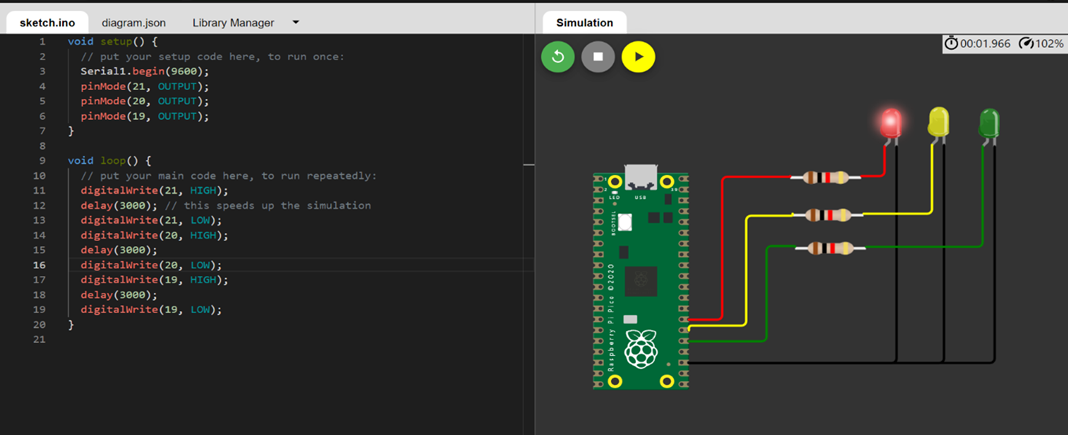 sketch.ino diagram.json Library Manager
1 void setup() {
2 // put your setup code here, to run once:
3 Serial1.begin(9600);
4 pinMode(21, OUTPUT);
5 pinMode(20, OUTPUT);
6 pinMode(19, OUTPUT);
7 }
8
9 void loop() {
10 // put your main code here, to run repeatedly:
11 digitalWrite(21, HIGH);
12 delay(3000); // this speeds up the simulation
13 digitalWrite(21, LOW);
14 digitalWrite(20, HIGH);
15 delay(3000);
16 digitalWrite(20, LOW);
17 digitalWrite(19, HIGH);
18 delay(3000);
19 digitalWrite(19, LOW);
20 }
21
Simulation
00:01.966 102%
LED USB
BOOTSEL
Raspberry Pi Pico ©2020